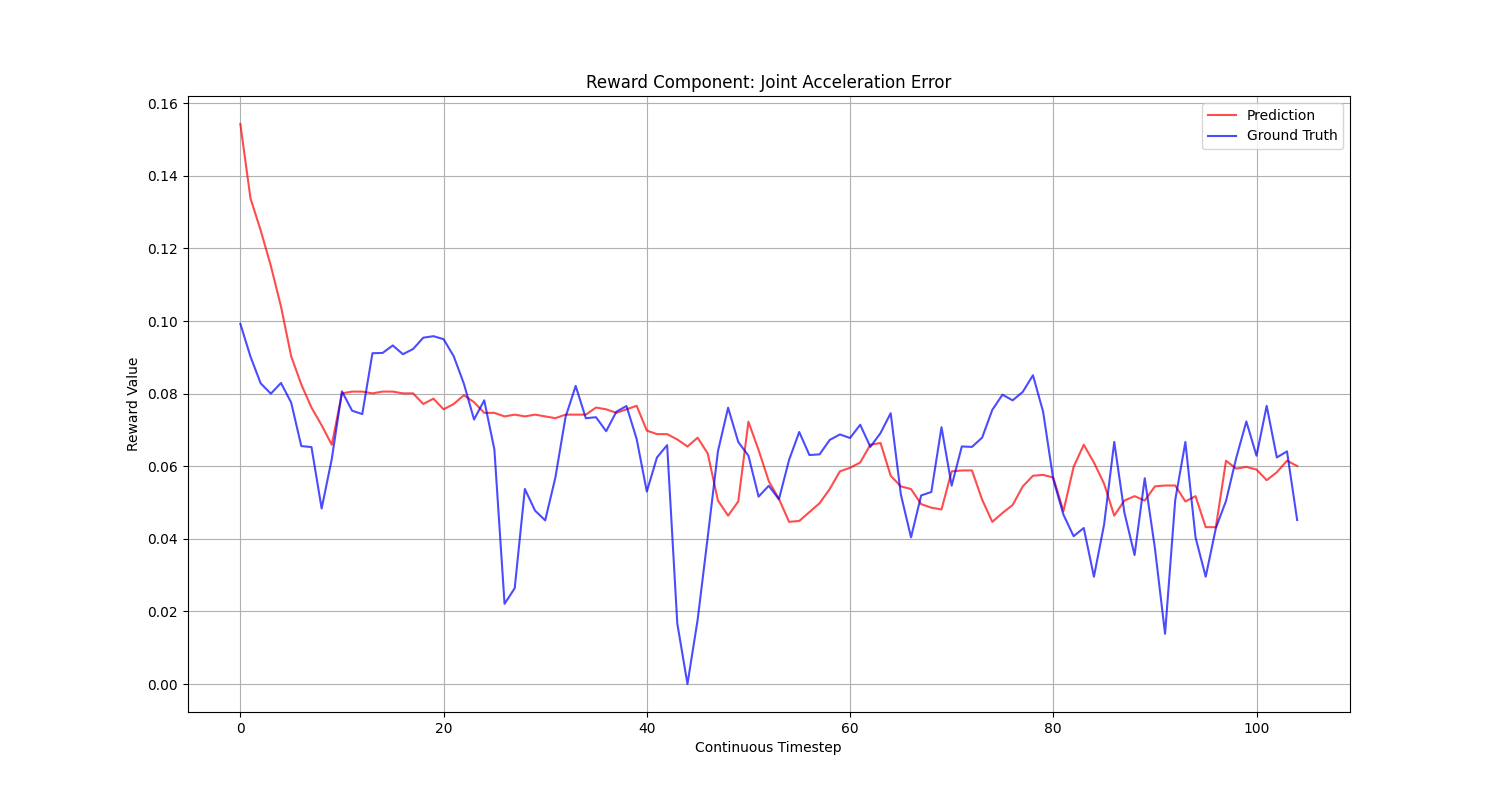 Reward Component: Joint Acceleration Error
Prediction
Ground Truth
0.16
0.14
0.12
0.10
0.08
0.06
0.04
0.02
0.00
Reward Value
0 20 40 60 80 100
Continuous Timestep